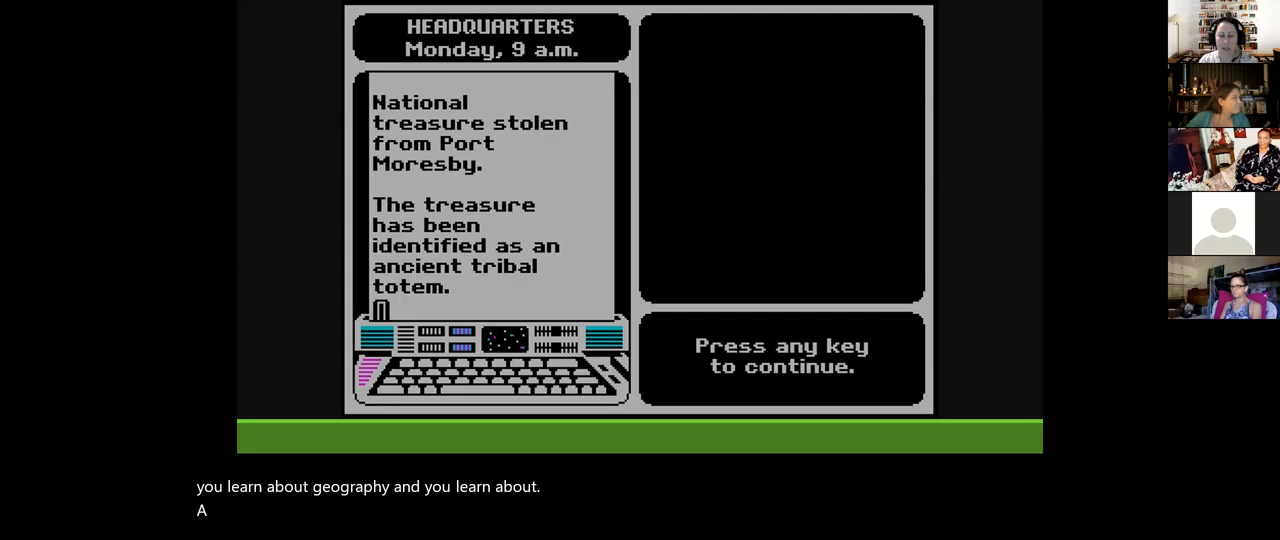 HEADQUARTERS
Monday, 9 a.m.
National
treasure stolen
from Port
Moresby.
The treasure
has been
identified as an
ancient tribal
totem.
Press any key
to continue.
you learn about geography and you learn about.
A